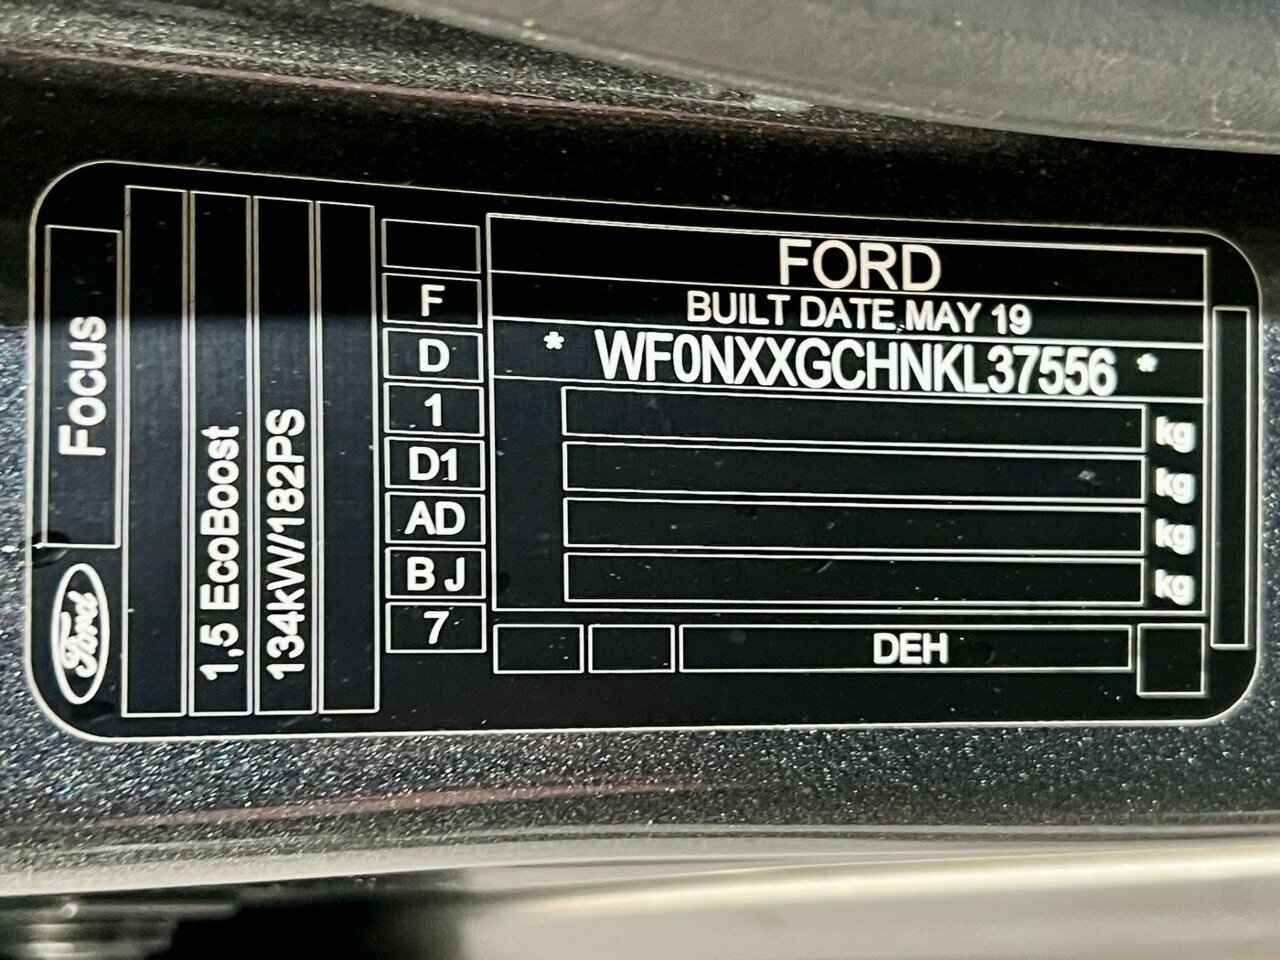 Focus
Ford
1,5 EcoBoost
134kW/182PS
F
D
1
D1
AD
BJ
7
FORD
BUILT DATE MAY 19
* WF0NXXGCHNKL37556 *
kg
kg
kg
kg
DEH